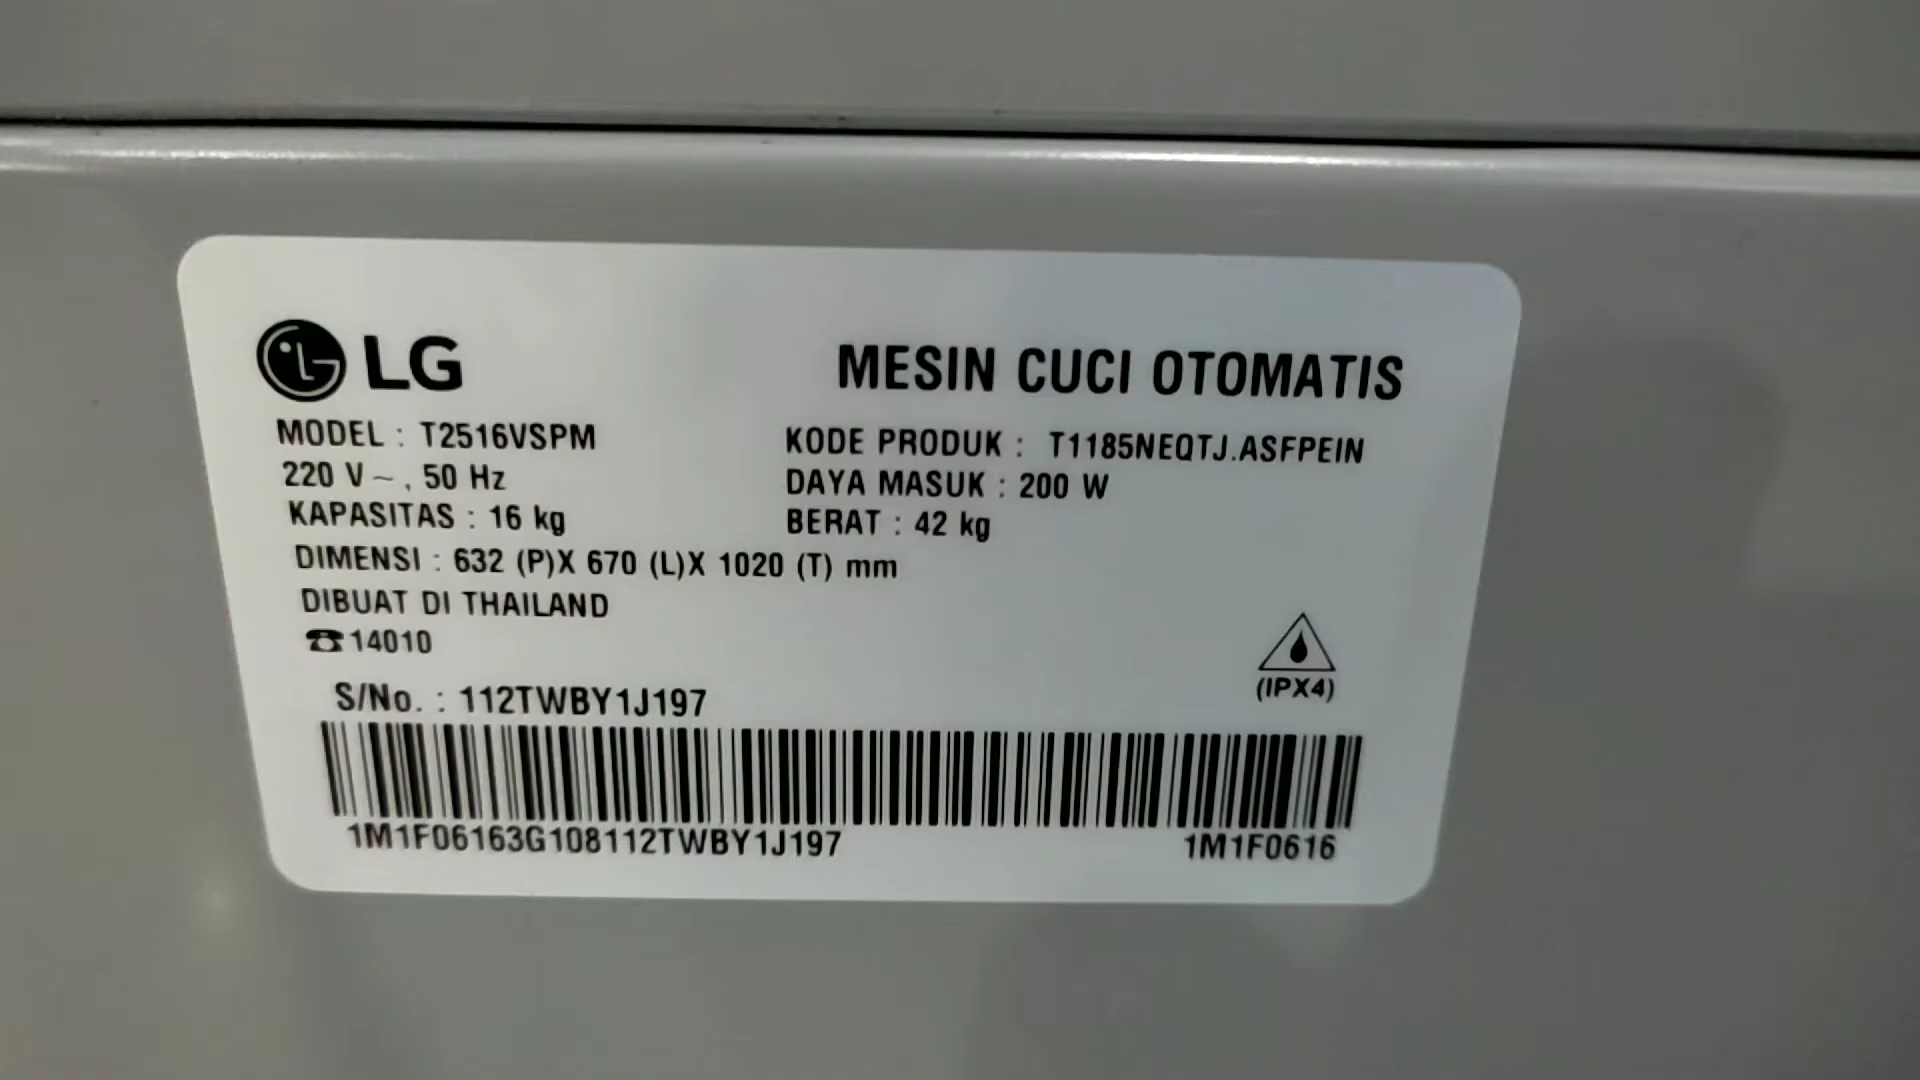 LG
MESIN CUCI OTOMATIS
MODEL : T2516VSPM
KODE PRODUK : T1185NEQTJ.ASFPEIN
220 V ~ , 50 Hz
DAYA MASUK : 200 W
KAPASITAS : 16 kg
BERAT : 42 kg
DIMENSI : 632 (P)X 670 (L)X 1020 (T) mm
DIBUAT DI THAILAND
☎14010
(IPX4)
S/No. : 112TWBY1J197
1M1F06163G108112TWBY1J197
1M1F0616